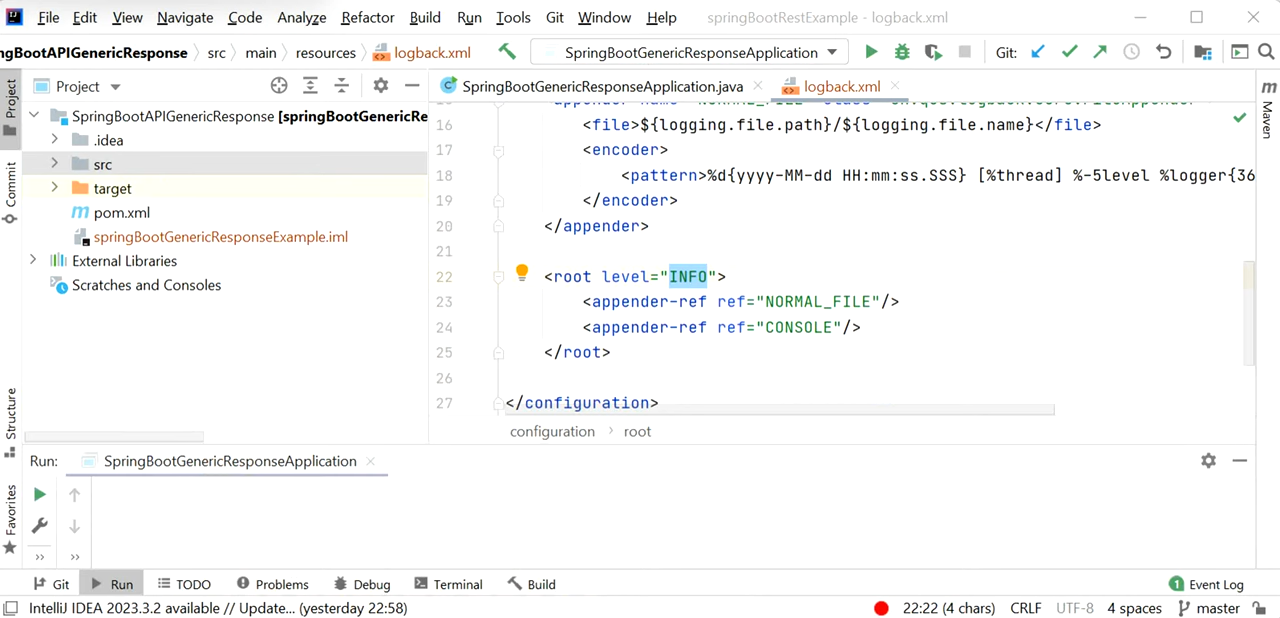 File Edit View Navigate Code Analyze Refactor Build Run Tools Git Window Help springBootRestExample - logback.xml
ngBootAPIGenericResponse src main resources logback.xml SpringBootGenericResponseApplication Git:
Project SpringBootGenericResponseApplication.java logback.xml
SpringBootAPIGenericResponse [springBootGenericRe
.idea
src
target
pom.xml
springBootGenericResponseExample.iml
External Libraries
Scratches and Consoles
Project
Commit
Structure
Favorites
m
Maven
16 <file>${logging.file.path}/${logging.file.name}</file>
17 <encoder>
18 <pattern>%d{yyyy-MM-dd HH:mm:ss.SSS} [%thread] %-5level %logger{36
19 </encoder>
20 </appender>
21
22 <root level="INFO">
23 <appender-ref ref="NORMAL_FILE"/>
24 <appender-ref ref="CONSOLE"/>
25 </root>
26
27 </configuration>
configuration root
Run: SpringBootGenericResponseApplication
Git Run TODO Problems Debug Terminal Build 1 Event Log
IntelliJ IDEA 2023.3.2 available // Update... (yesterday 22:58) 22:22 (4 chars) CRLF UTF-8 4 spaces master